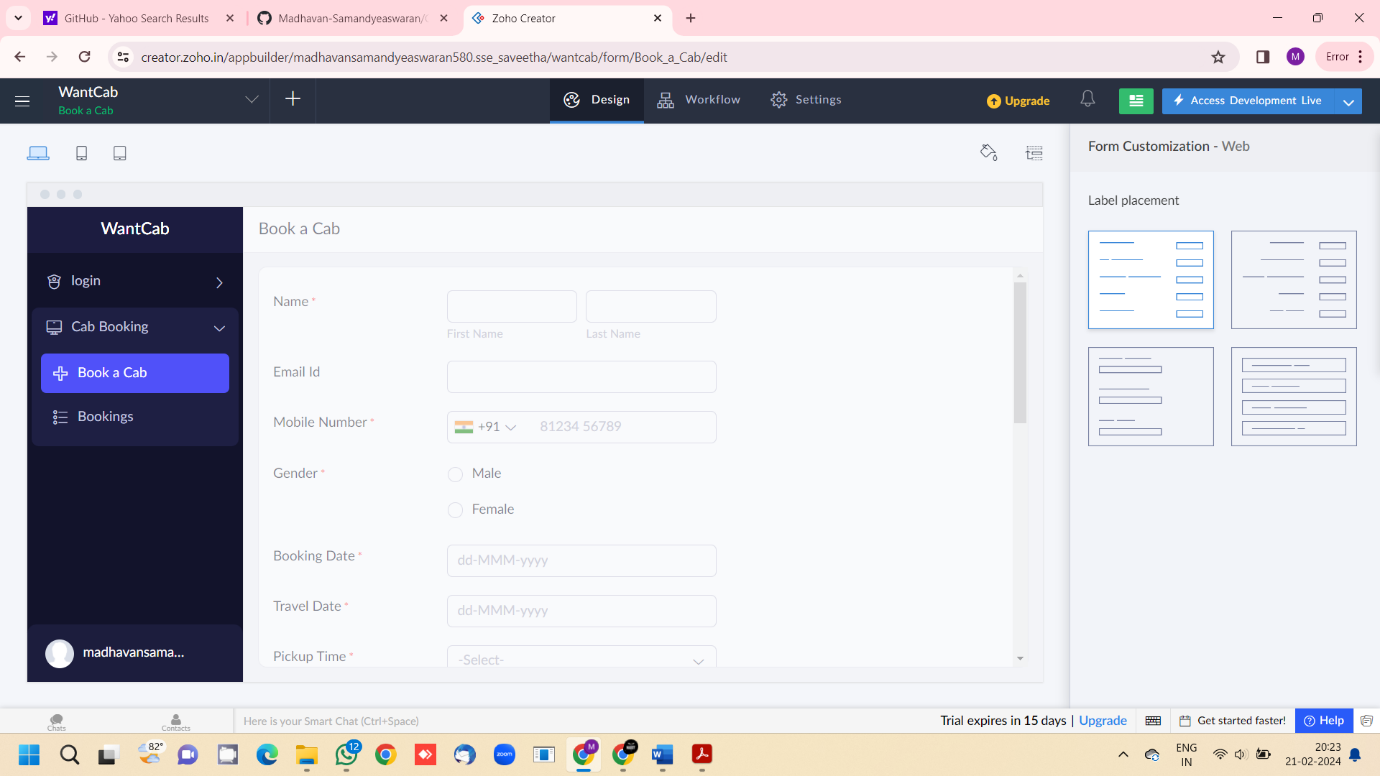 GitHub - Yahoo Search Results
Madhavan-Samandyeaswaran/
Zoho Creator
creator.zoho.in/appbuilder/madhavansamandyeaswaran580.sse_saveetha/wantcab/form/Book_a_Cab/edit
M
Error
WantCab
Book a Cab
Design
Workflow
Settings
Upgrade
Access Development Live
Form Customization - Web
Label placement
WantCab
login
Cab Booking
Book a Cab
Bookings
madhavansama...
Book a Cab
Name *
First Name
Last Name
Email Id
Mobile Number *
+91
81234 56789
Gender *
Male
Female
Booking Date *
dd-MMM-yyyy
Travel Date *
dd-MMM-yyyy
Pickup Time *
-Select-
Chats
Contacts
Here is your Smart Chat (Ctrl+Space)
Trial expires in 15 days | Upgrade
Get started faster!
Help
82°
12
zoom
M
ENG
IN
20:23
21-02-2024